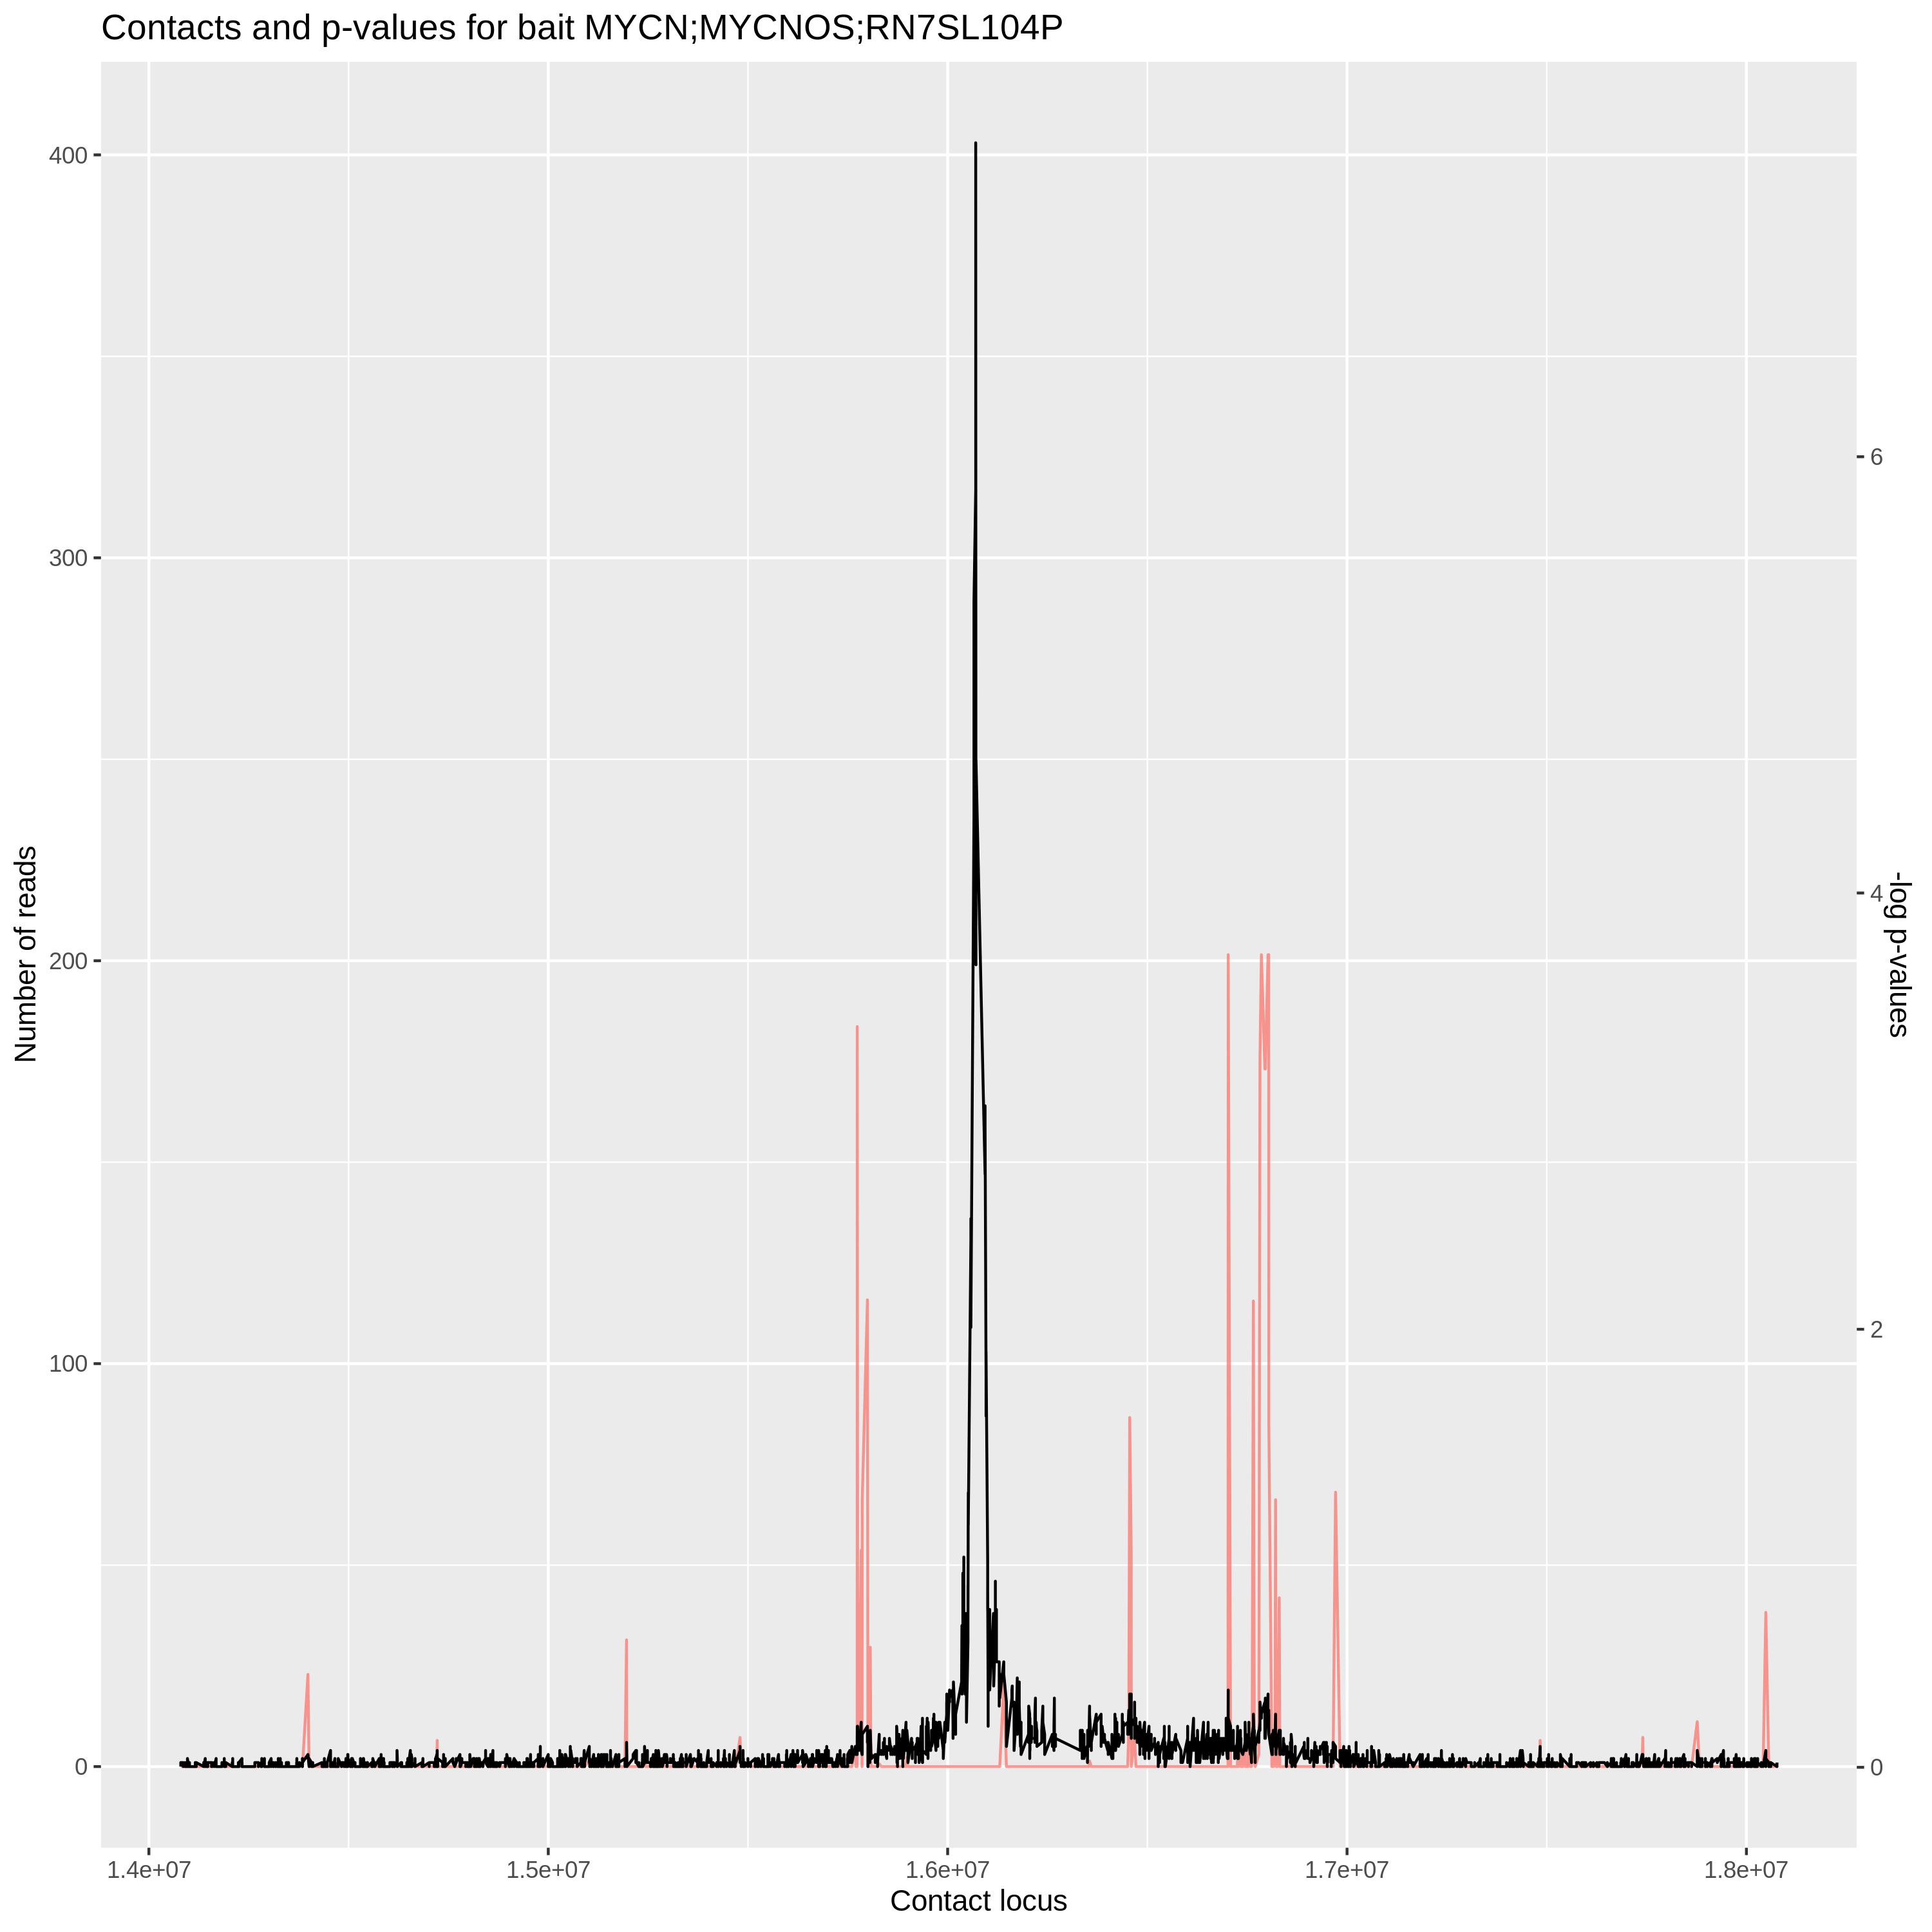 Contacts and p-values for bait MYCN;MYCNOS;RN7SL104P
400
300
200
100
0
Number of reads
6
4
2
0
-log p-values
1.4e+07 1.5e+07 1.6e+07 1.7e+07 1.8e+07
Contact locus